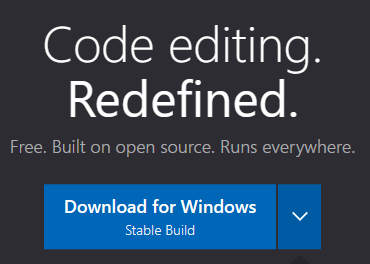 Code editing.
Redefined.
Free. Built on open source. Runs everywhere.
Download for Windows
Stable Build